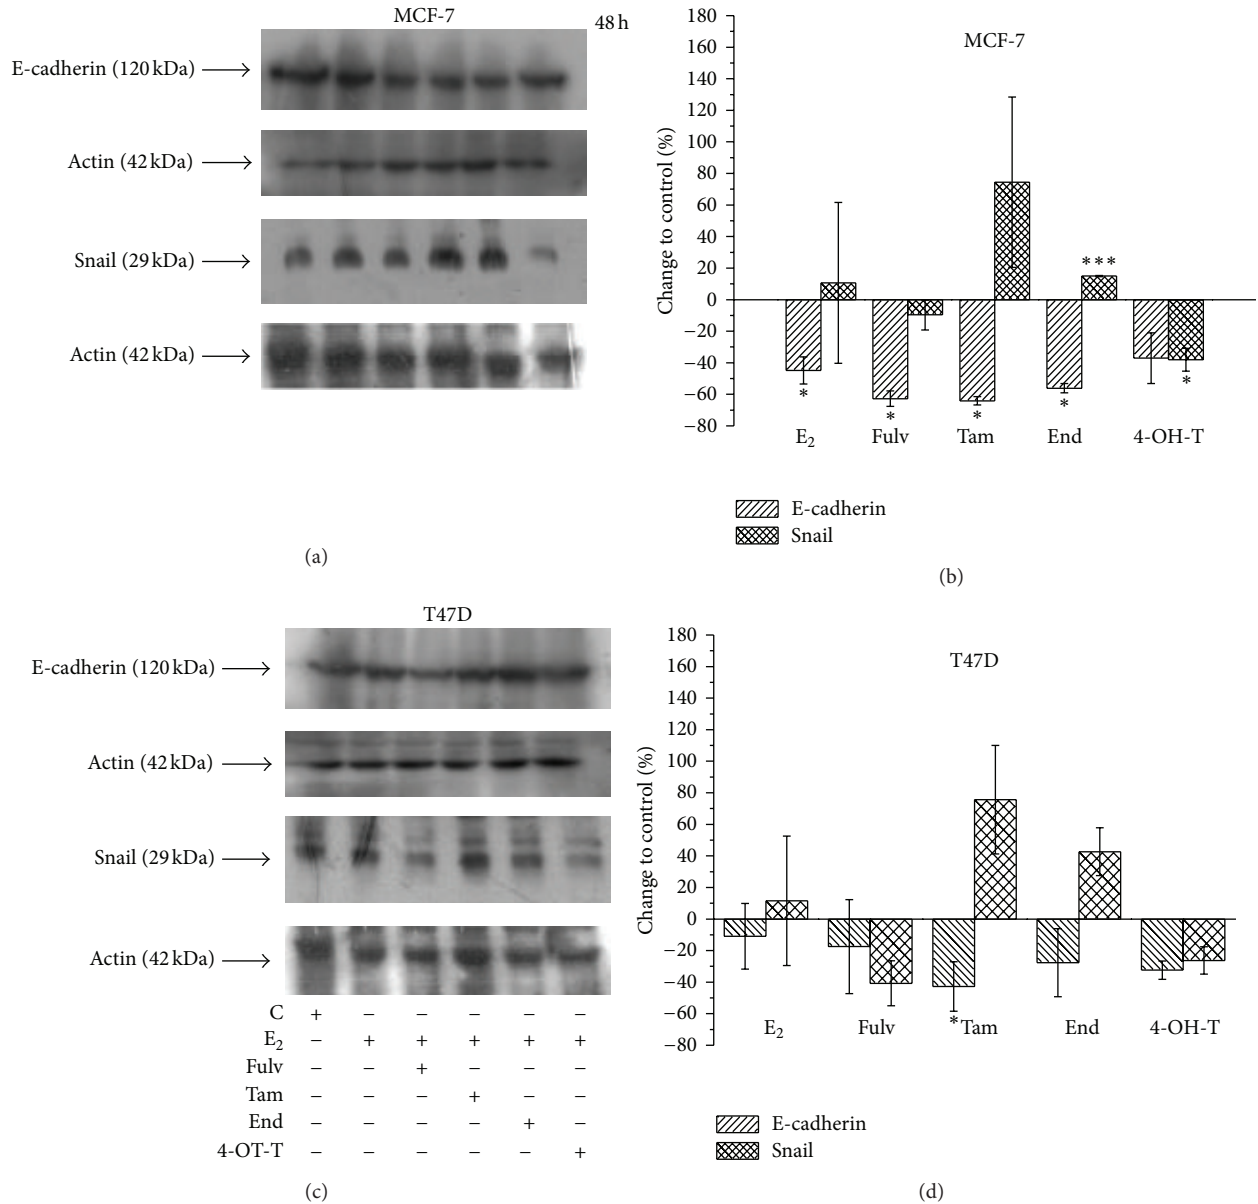 MCF-7
48 h
E-cadherin (120 kDa)
Actin (42 kDa)
Snail (29 kDa)
Actin (42 kDa)
(a)
180
160
140
120
100
80
60
40
20
0
−20
−40
−60
−80
Change to control (%)
MCF-7
***
*
*
*
*
*
E₂ Fulv Tam End 4-OH-T
E-cadherin
Snail
(b)
T47D
E-cadherin (120 kDa)
Actin (42 kDa)
Snail (29 kDa)
Actin (42 kDa)
C + − − − − −
E₂ − + + + + +
Fulv − − + − − −
Tam − − − + − −
End − − − − + −
4-OT-T − − − − − +
(c)
180
160
140
120
100
80
60
40
20
0
−20
−40
−60
−80
Change to control (%)
T47D
*
E₂ Fulv Tam End 4-OH-T
E-cadherin
Snail
(d)